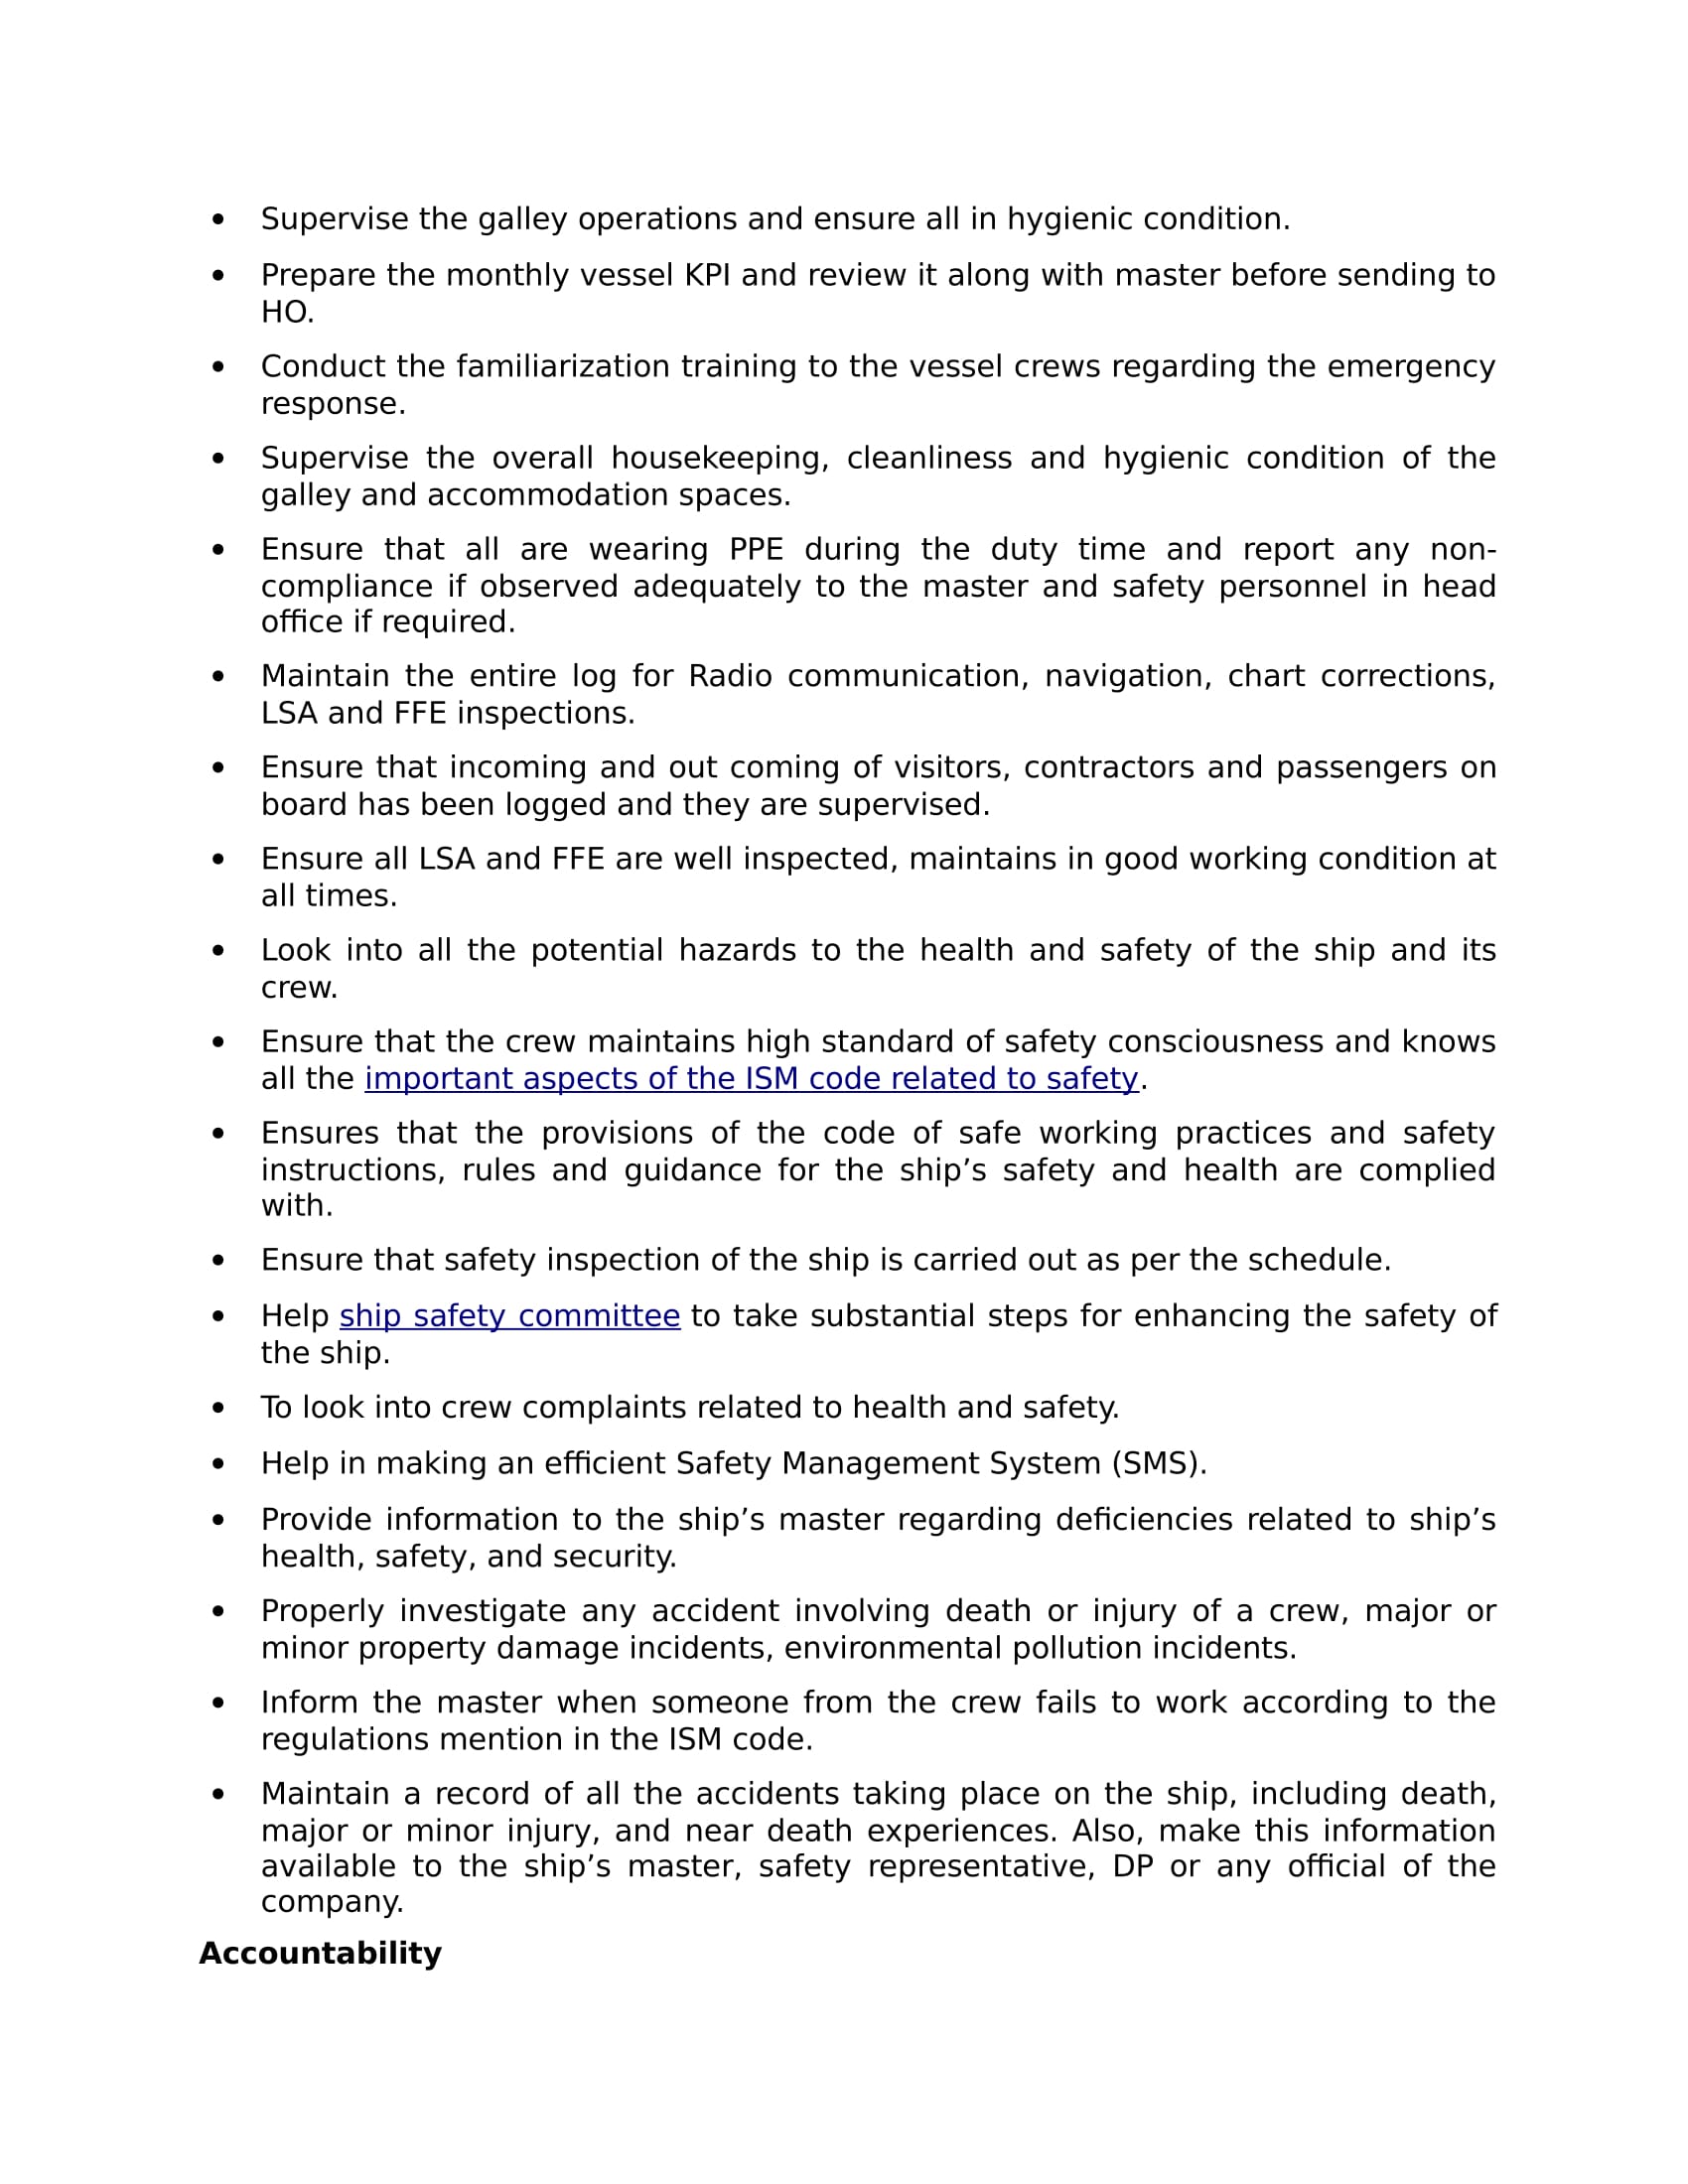 • Supervise the galley operations and ensure all in hygienic condition.
• Prepare the monthly vessel KPI and review it along with master before sending to
HO.
• Conduct the familiarization training to the vessel crews regarding the emergency
response.
• Supervise the overall housekeeping, cleanliness and hygienic condition of the
galley and accommodation spaces.
• Ensure that all are wearing PPE during the duty time and report any non-
compliance if observed adequately to the master and safety personnel in head
office if required.
• Maintain the entire log for Radio communication, navigation, chart corrections,
LSA and FFE inspections.
• Ensure that incoming and out coming of visitors, contractors and passengers on
board has been logged and they are supervised.
• Ensure all LSA and FFE are well inspected, maintains in good working condition at
all times.
• Look into all the potential hazards to the health and safety of the ship and its
crew.
• Ensure that the crew maintains high standard of safety consciousness and knows
all the important aspects of the ISM code related to safety.
• Ensures that the provisions of the code of safe working practices and safety
instructions, rules and guidance for the ship’s safety and health are complied
with.
• Ensure that safety inspection of the ship is carried out as per the schedule.
• Help ship safety committee to take substantial steps for enhancing the safety of
the ship.
• To look into crew complaints related to health and safety.
• Help in making an efficient Safety Management System (SMS).
• Provide information to the ship’s master regarding deficiencies related to ship’s
health, safety, and security.
• Properly investigate any accident involving death or injury of a crew, major or
minor property damage incidents, environmental pollution incidents.
• Inform the master when someone from the crew fails to work according to the
regulations mention in the ISM code.
• Maintain a record of all the accidents taking place on the ship, including death,
major or minor injury, and near death experiences. Also, make this information
available to the ship’s master, safety representative, DP or any official of the
company.
Accountability